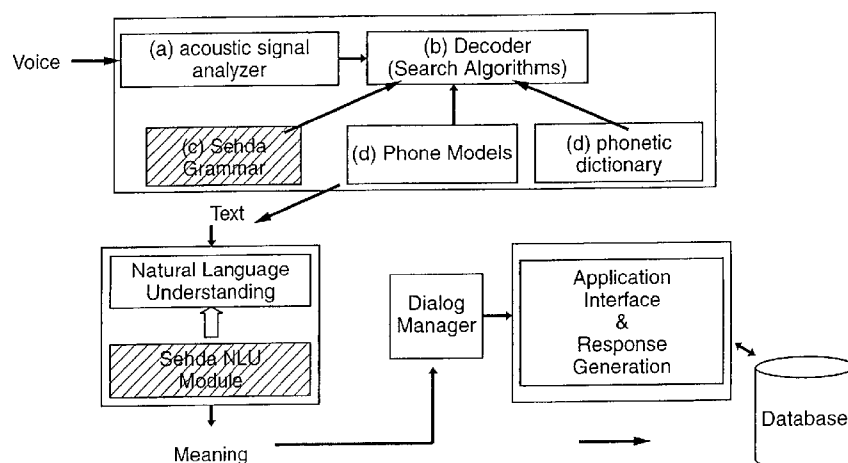 Voice
(a) acoustic signal
analyzer
(b) Decoder
(Search Algorithms)
(c) Sehda
Grammar
(d) Phone Models
(d) phonetic
dictionary
Text
Natural Language
Understanding
Sehda NLU
Module
Meaning
Dialog
Manager
Application
Interface
&
Response
Generation
Database